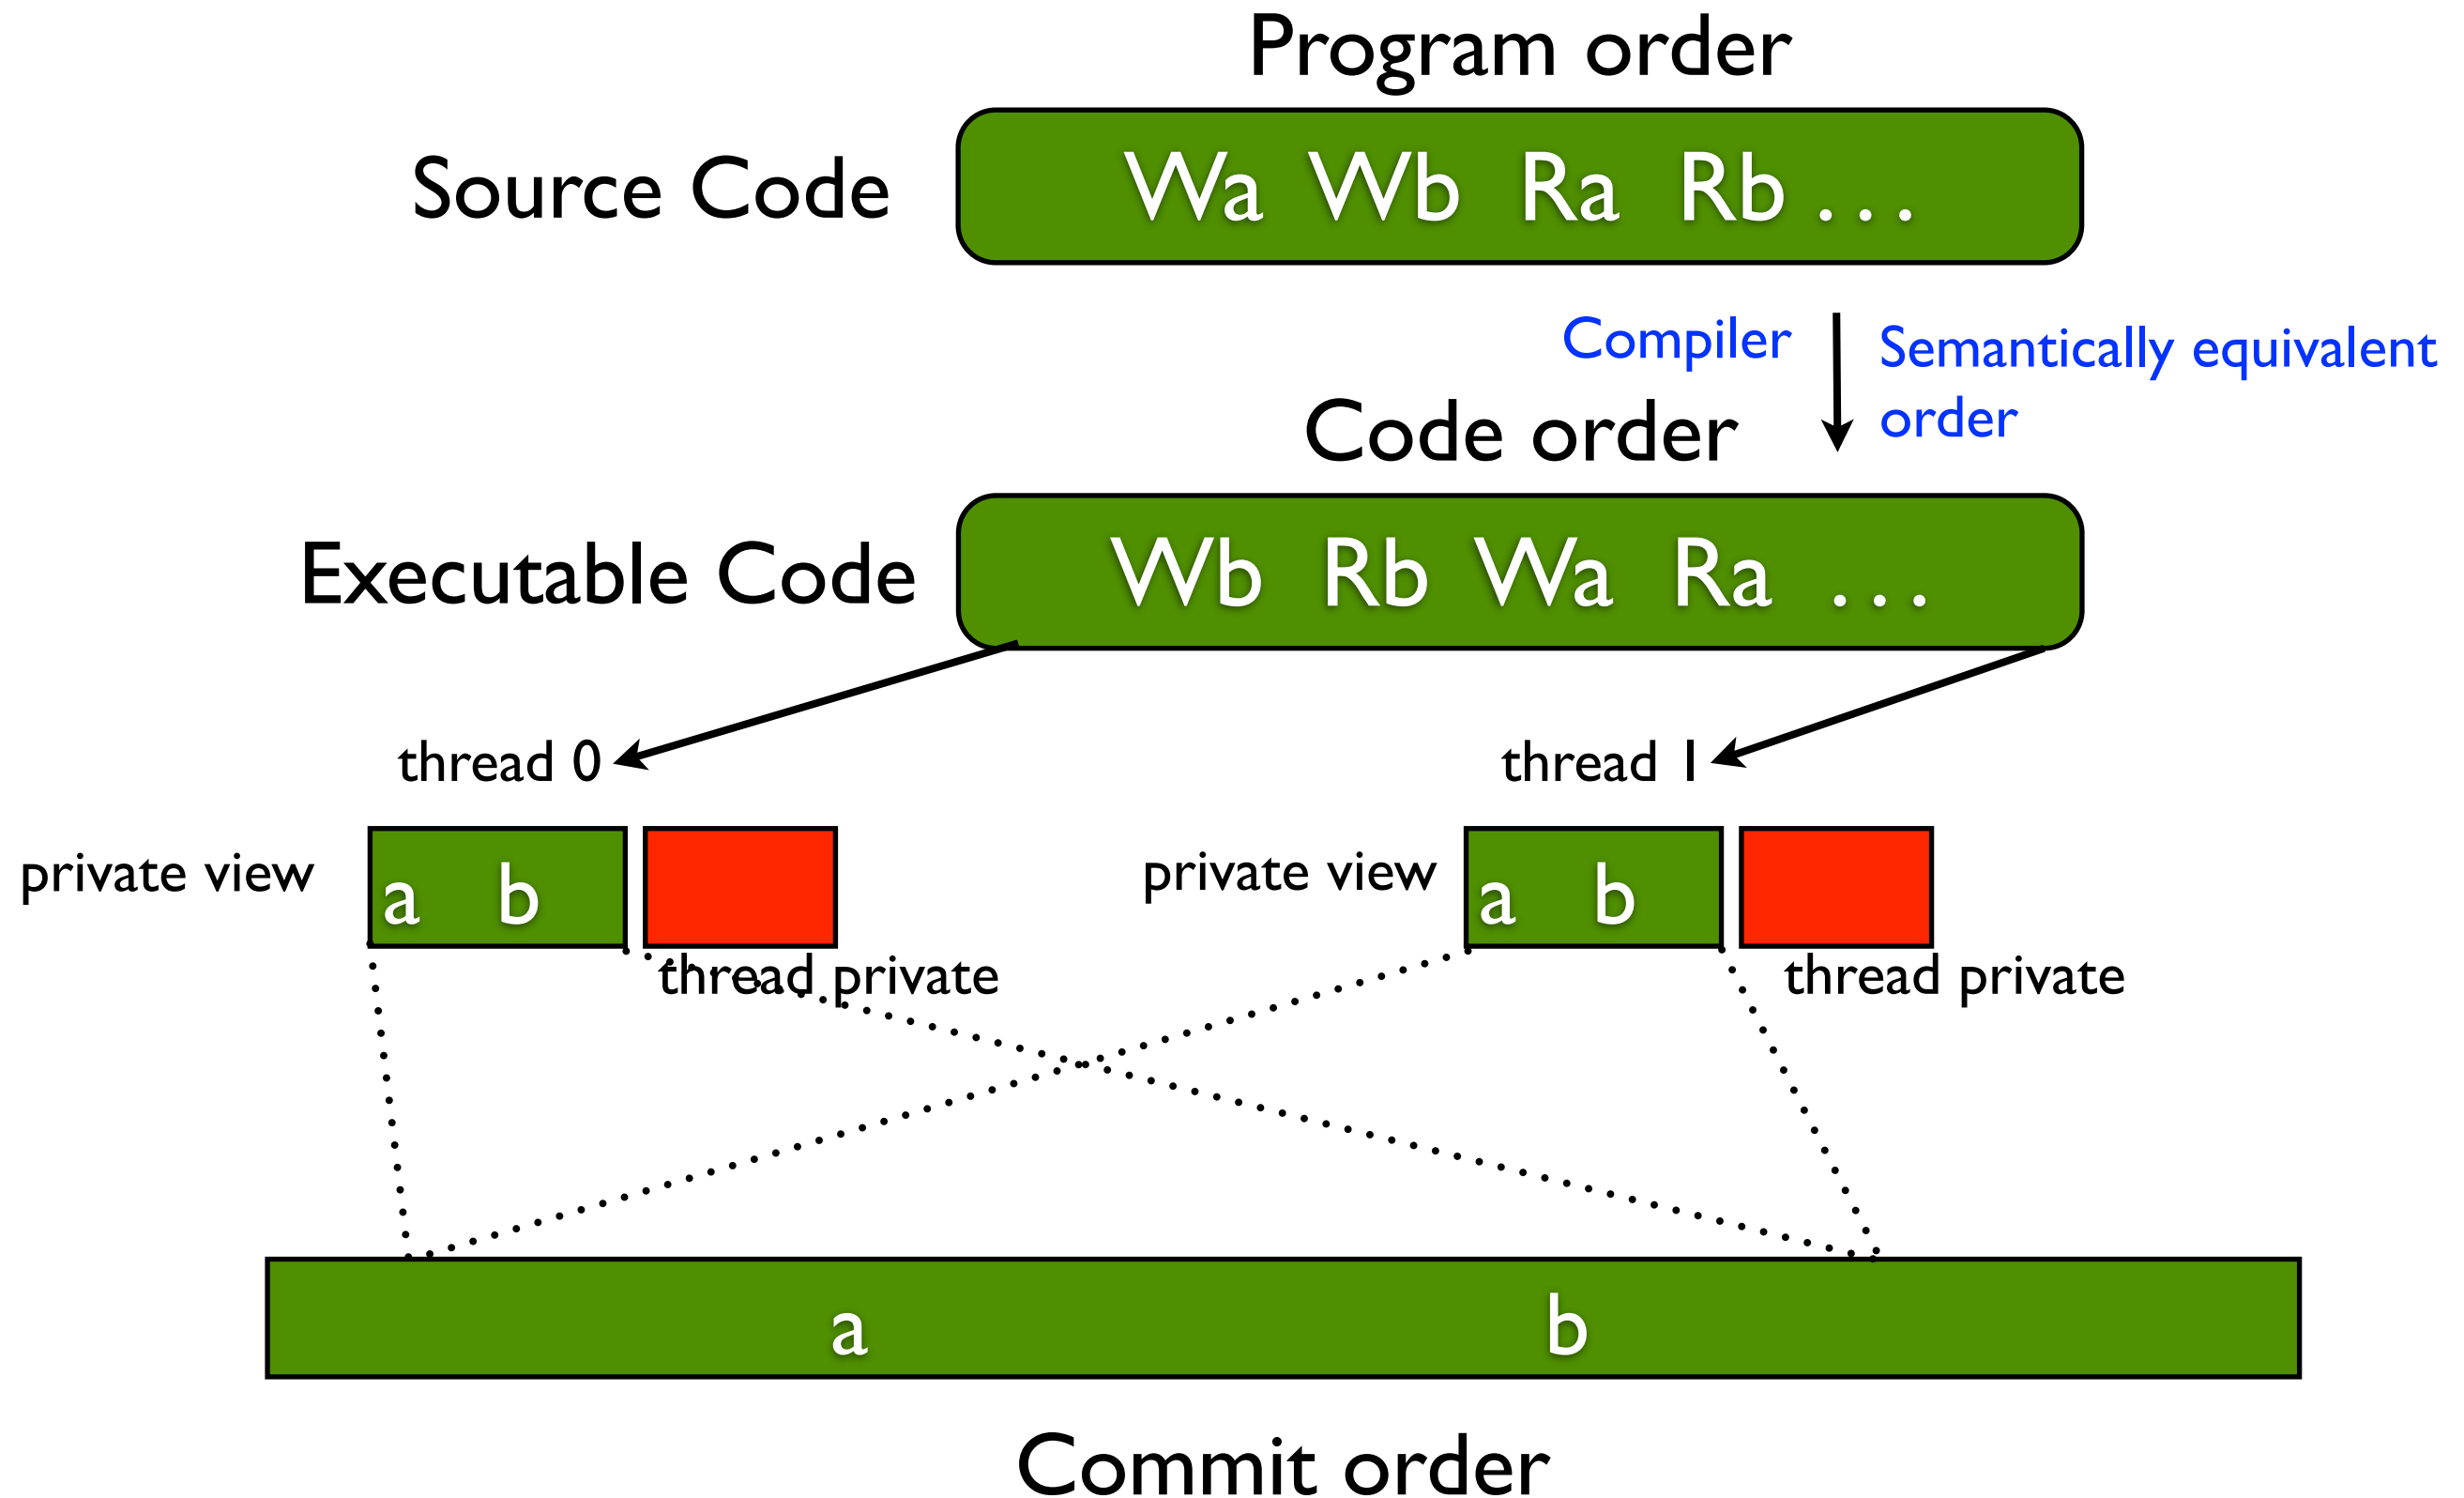 Program order
Source Code
Wa Wb Ra Rb ...
Compiler
Semantically equivalent
order
Code order
Executable Code
Wb Rb Wa Ra ...
thread 0
thread 1
private view
a b
private view
a b
thread private
thread private
a b
Commit order